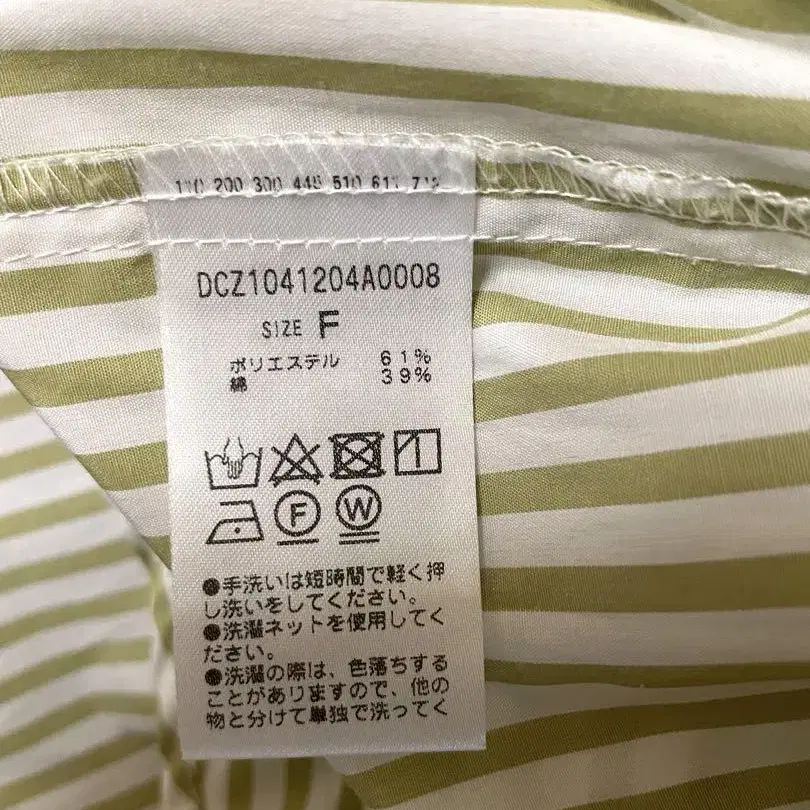 200 300
510
DCZ1041204A0008
SIZE F
ポリエステル 61%
綿 39%
F W
●手洗いは短時間で軽く押
し洗いをしてください。
●洗濯ネットを使用してく
ださい。
●洗濯の際は、色落ちする
ことがありますので、他の
物と分けて単独で洗ってく